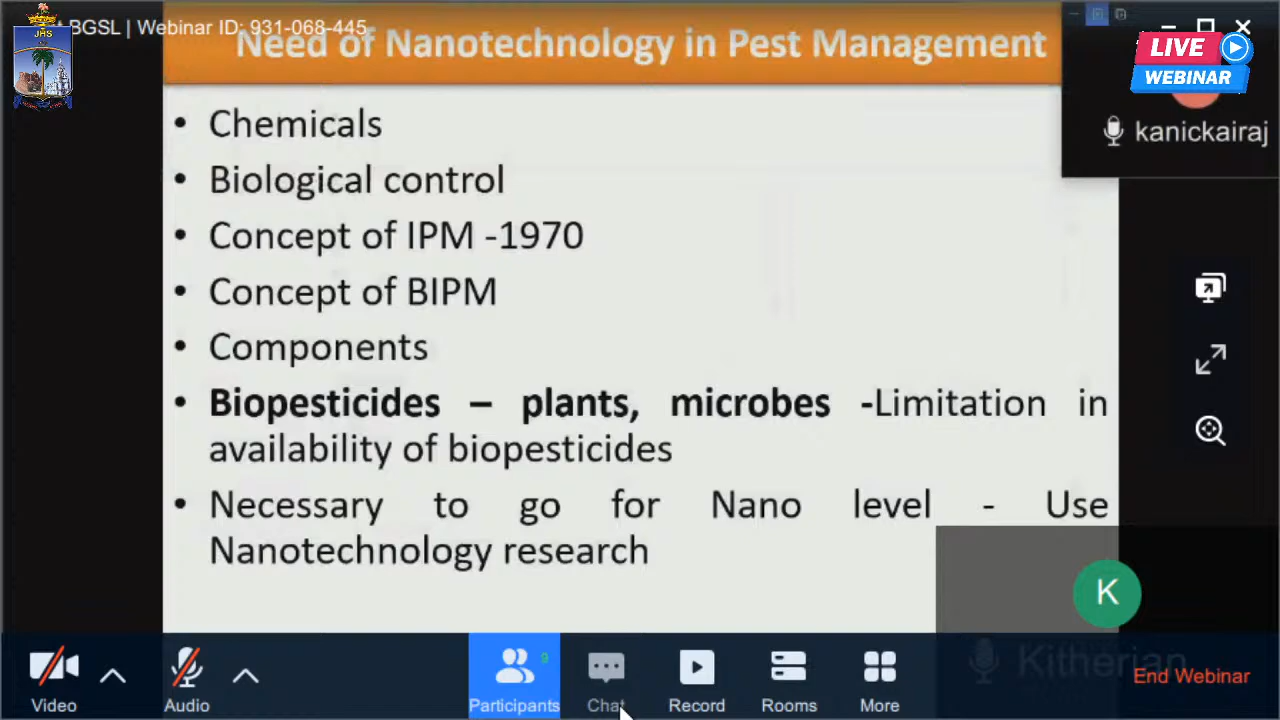 BGSL | Webinar ID: 931-068-445
JHS
Need of Nanotechnology in Pest Management
LIVE
WEBINAR
kanickairaj
• Chemicals
• Biological control
• Concept of IPM -1970
• Concept of BIPM
• Components
• Biopesticides – plants, microbes -Limitation in
availability of biopesticides
• Necessary to go for Nano level - Use
Nanotechnology research
K
Kitherian
Video
Audio
9
Participants
Chat
Record
Rooms
More
End Webinar